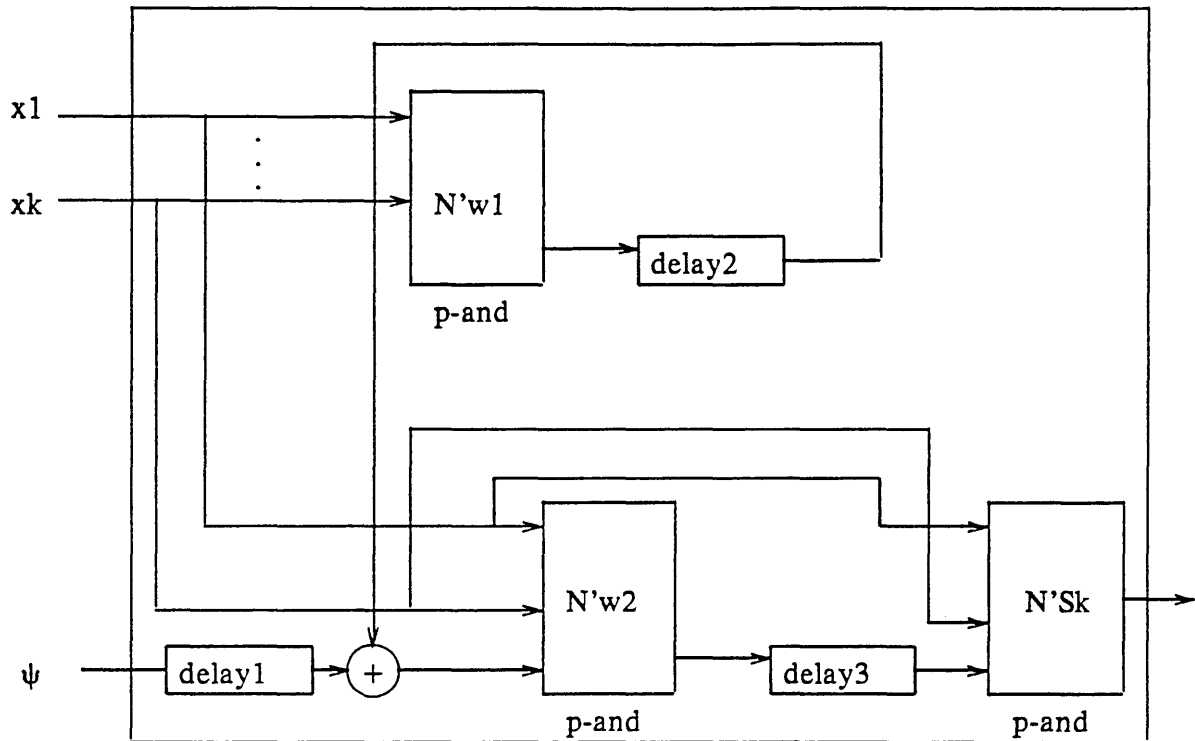 x1
xk
N'w1
delay2
p-and
N'w2
N'Sk
ψ
delay1
+
delay3
p-and
p-and